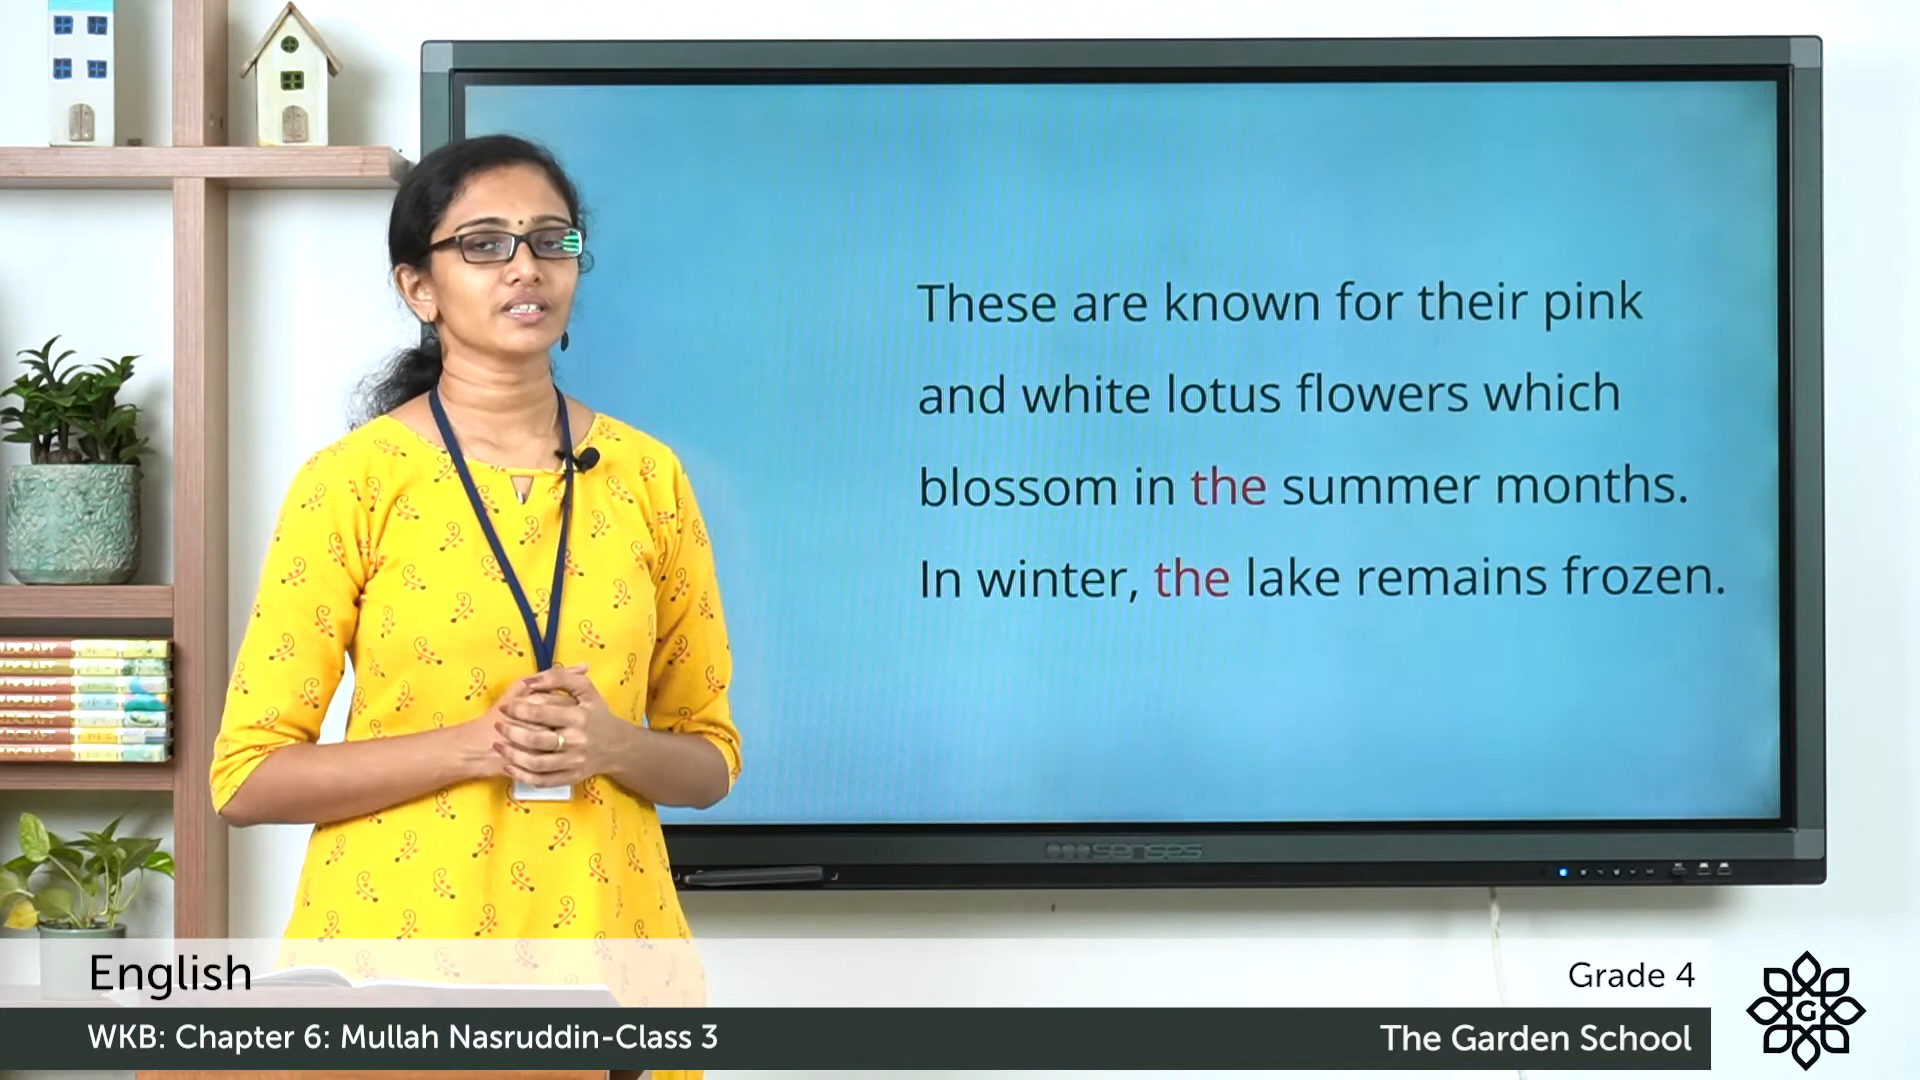 These are known for their pink
and white lotus flowers which
blossom in the summer months.
In winter, the lake remains frozen.
senses
English
Grade 4
WKB: Chapter 6: Mullah Nasruddin-Class 3
The Garden School
G